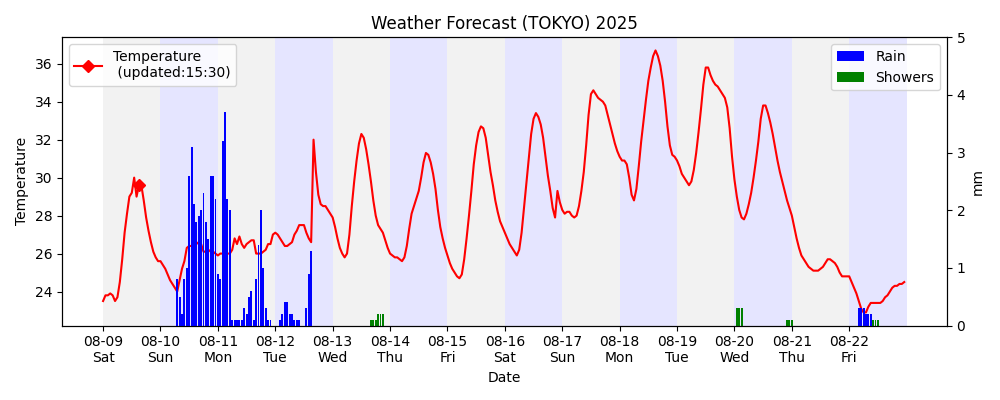 Weather Forecast (TOKYO) 2025
Temperature
(updated:15:30)
Rain
Showers
Temperature
36
34
32
30
28
26
24
5
4
3
2
1
0
mm
08-09 08-10 08-11 08-12 08-13 08-14 08-15 08-16 08-17 08-18 08-19 08-20 08-21 08-22
Sat Sun Mon Tue Wed Thu Fri Sat Sun Mon Tue Wed Thu Fri
Date